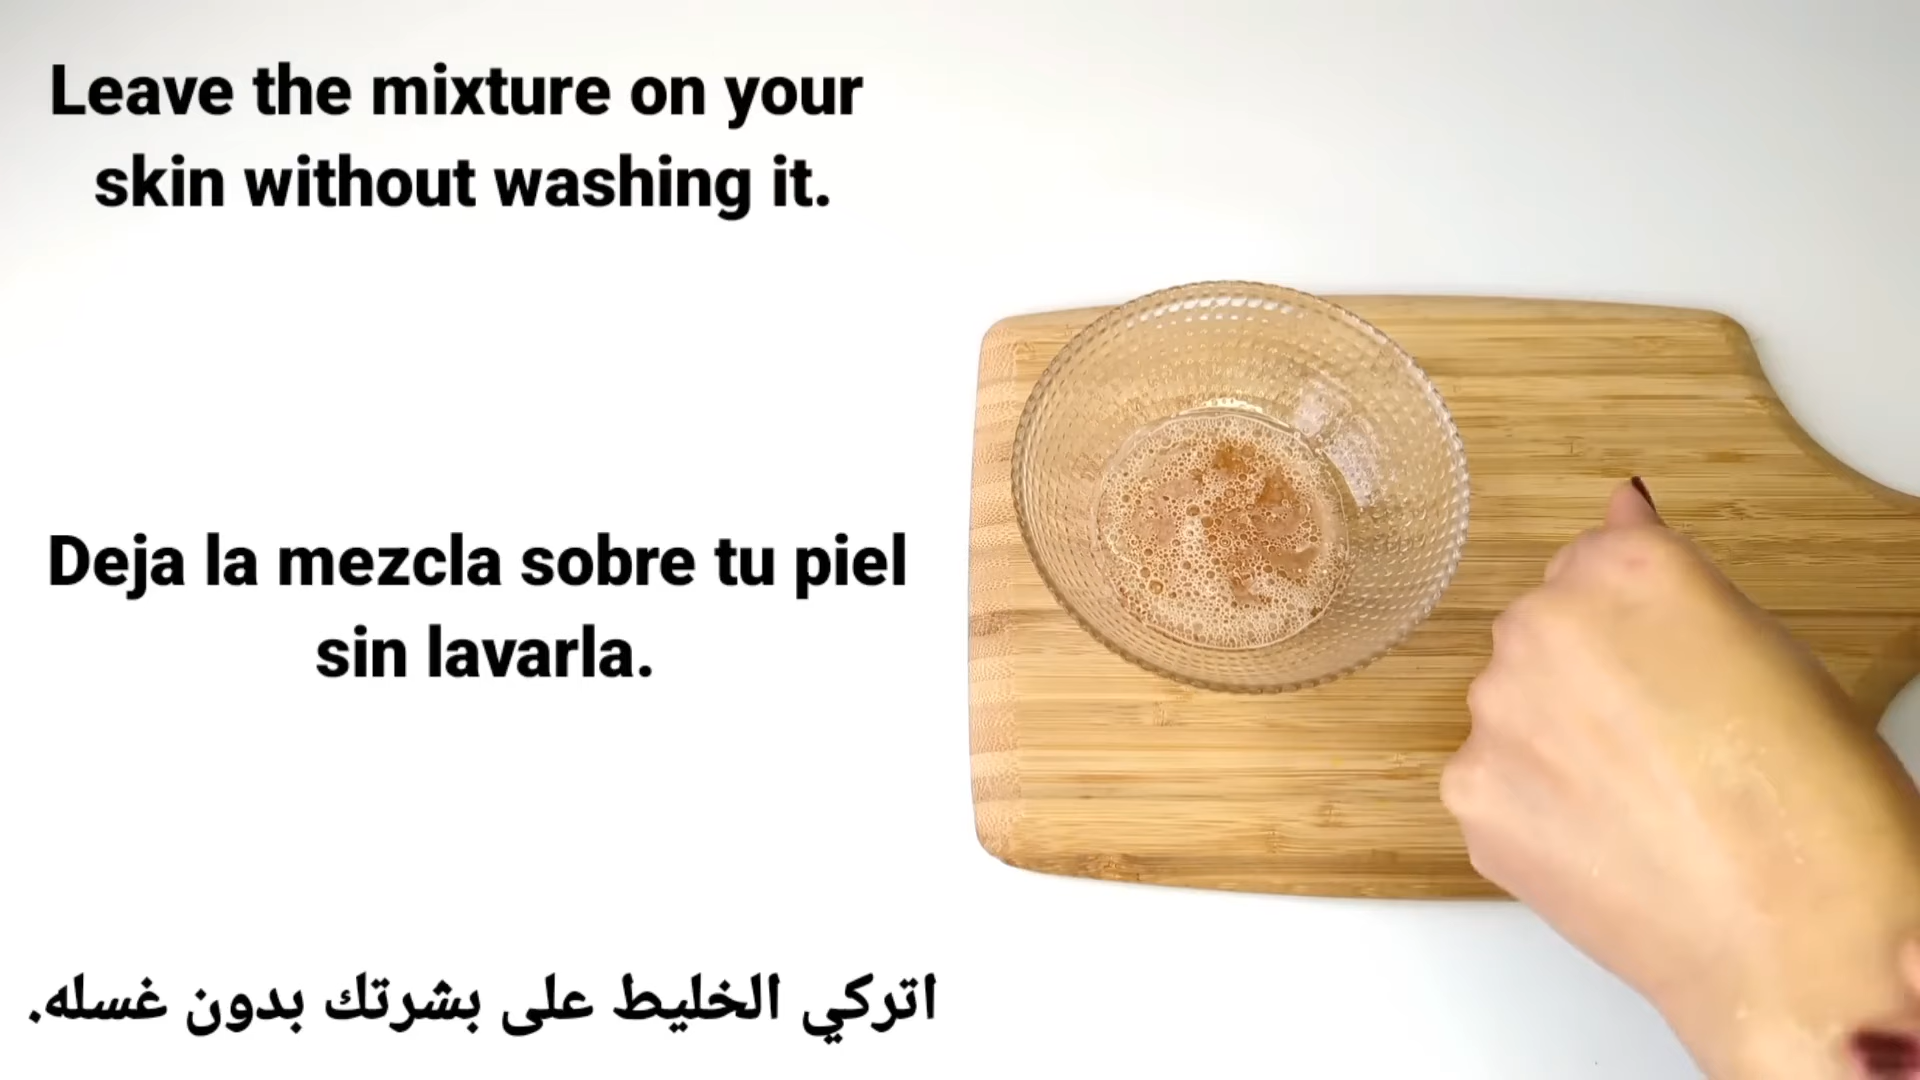 Leave the mixture on your
skin without washing it.
Deja la mezcla sobre tu piel
sin lavarla.
اتركي الخليط على بشرتك بدون غسله.